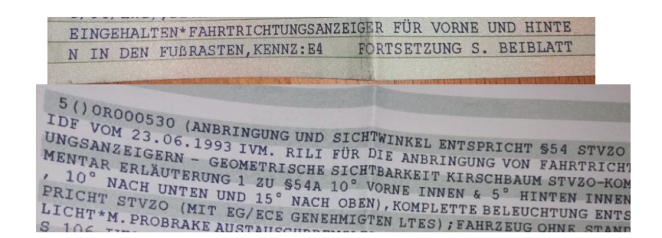 EINGEHALTEN*FAHRTRICHTUNGSANZEIGER FÜR VORNE UND HINTE
N IN DEN FUßRASTEN,KENNZ:E4 FORTSETZUNG S. BEIBLATT
5()0R000530 (ANBRINGUNG UND SICHTWINKEL ENTSPRICHT §54 STVZO
IDF VOM 23.06.1993 IVM. RILI FÜR DIE ANBRINGUNG VON FAHRTRICHT
UNGSANZEIGERN - GEOMETRISCHE SICHTBARKEIT KIRSCHBAUM STVZO-KOM
MENTAR ERLÄUTERUNG 1 ZU §54A 10° VORNE INNEN & 5° HINTEN INNEN
, 10° NACH UNTEN UND 15° NACH OBEN),KOMPLETTE BELEUCHTUNG ENTS
PRICHT STVZO (MIT EG/ECE GENEHMIGTEN LTES);FAHRZEUG OHNE STAND
LICHT*M.PROBRAKE
S 106